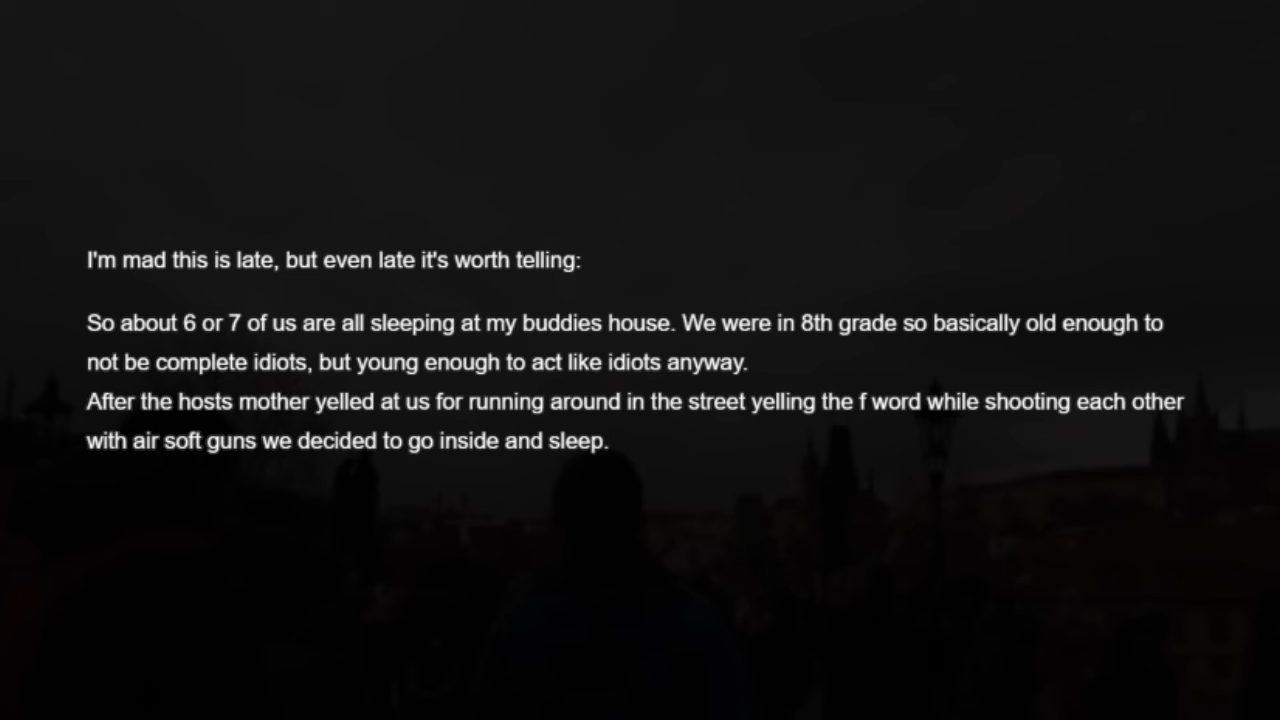 I'm mad this is late, but even late it's worth telling:
So about 6 or 7 of us are all sleeping at my buddies house. We were in 8th grade so basically old enough to
not be complete idiots, but young enough to act like idiots anyway.
After the hosts mother yelled at us for running around in the street yelling the f word while shooting each other
with air soft guns we decided to go inside and sleep.